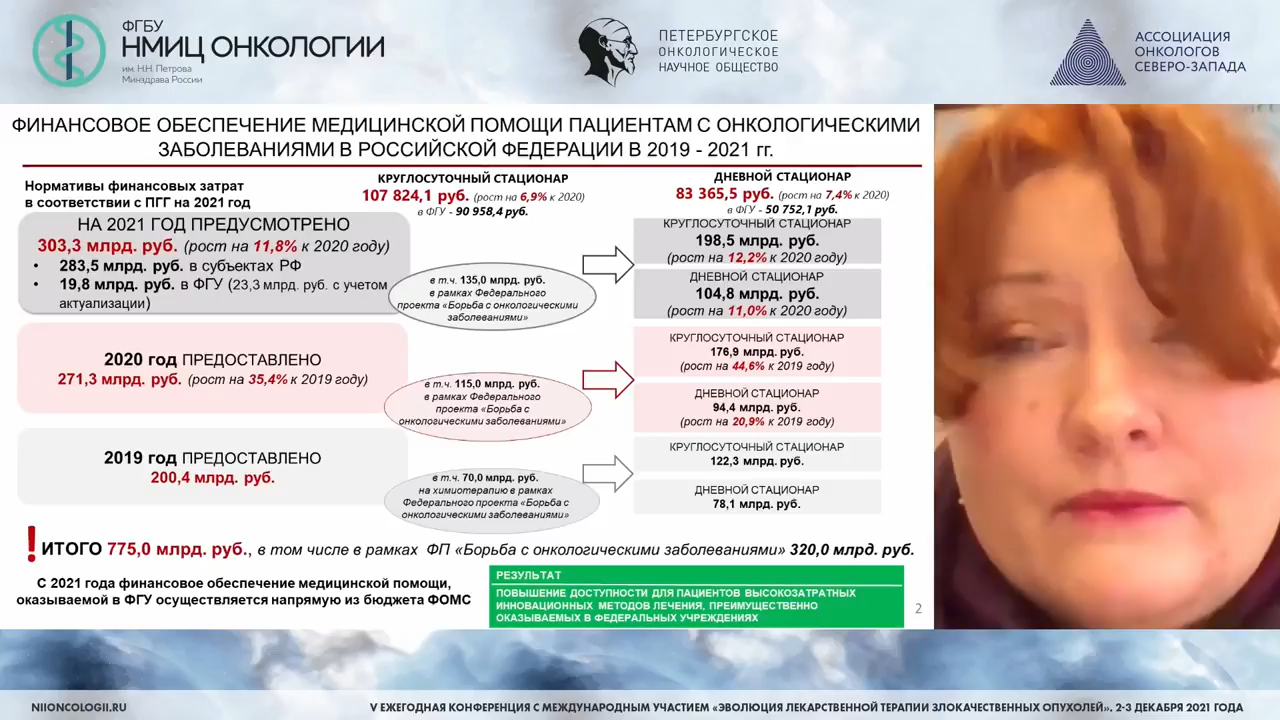 ФГБУ
НМИЦ ОНКОЛОГИИ
им. Н.Н. Петрова
Минздрава России
ПЕТЕРБУРГСКОЕ
ОНКОЛОГИЧЕСКОЕ
НАУЧНОЕ ОБЩЕСТВО
АССОЦИАЦИЯ
ОНКОЛОГОВ
СЕВЕРО-ЗАПАДА
ФИНАНСОВОЕ ОБЕСПЕЧЕНИЕ МЕДИЦИНСКОЙ ПОМОЩИ ПАЦИЕНТАМ С ОНКОЛОГИЧЕСКИМИ
ЗАБОЛЕВАНИЯМИ В РОССИЙСКОЙ ФЕДЕРАЦИИ В 2019 - 2021 гг.
Нормативы финансовых затрат
в соответствии с ПГГ на 2021 год
КРУГЛОСУТОЧНЫЙ СТАЦИОНАР
107 824,1 руб. (рост на 6,9% к 2020)
в ФГУ - 90 958,4 руб.
ДНЕВНОЙ СТАЦИОНАР
83 365,5 руб. (рост на 7,4% к 2020)
в ФГУ - 50 752,1 руб.
НА 2021 ГОД ПРЕДУСМОТРЕНО
303,3 млрд. руб. (рост на 11,8% к 2020 году)
• 283,5 млрд. руб. в субъектах РФ
• 19,8 млрд. руб. в ФГУ (23,3 млрд. руб. с учетом
актуализации)
в т.ч. 135,0 млрд. руб.
в рамках Федерального
проекта «Борьба с онкологическими
заболеваниями»
КРУГЛОСУТОЧНЫЙ СТАЦИОНАР
198,5 млрд. руб.
(рост на 12,2% к 2020 году)
ДНЕВНОЙ СТАЦИОНАР
104,8 млрд. руб.
(рост на 11,0% к 2020 году)
2020 год ПРЕДОСТАВЛЕНО
271,3 млрд. руб. (рост на 35,4% к 2019 году)
в т.ч. 115,0 млрд. руб.
в рамках Федерального
проекта «Борьба с
онкологическими заболеваниями»
КРУГЛОСУТОЧНЫЙ СТАЦИОНАР
176,9 млрд. руб.
(рост на 44,6% к 2019 году)
ДНЕВНОЙ СТАЦИОНАР
94,4 млрд. руб.
(рост на 20,9% к 2019 году)
2019 год ПРЕДОСТАВЛЕНО
200,4 млрд. руб.
в т.ч. 70,0 млрд. руб.
на химиотерапию в рамках
Федерального проекта «Борьба с
онкологическими заболеваниями»
КРУГЛОСУТОЧНЫЙ СТАЦИОНАР
122,3 млрд. руб.
ДНЕВНОЙ СТАЦИОНАР
78,1 млрд. руб.
! ИТОГО 775,0 млрд. руб., в том числе в рамках ФП «Борьба с онкологическими заболеваниями» 320,0 млрд. руб.
С 2021 года финансовое обеспечение медицинской помощи,
оказываемой в ФГУ осуществляется напрямую из бюджета ФОМС
РЕЗУЛЬТАТ
ПОВЫШЕНИЕ ДОСТУПНОСТИ ДЛЯ ПАЦИЕНТОВ ВЫСОКОЗАТРАТНЫХ
ИННОВАЦИОННЫХ МЕТОДОВ ЛЕЧЕНИЯ, ПРЕИМУЩЕСТВЕННО
ОКАЗЫВАЕМЫХ В ФЕДЕРАЛЬНЫХ УЧРЕЖДЕНИЯХ
2
NIIONCOLOGII.RU
V ЕЖЕГОДНАЯ КОНФЕРЕНЦИЯ С МЕЖДУНАРОДНЫМ УЧАСТИЕМ «ЭВОЛЮЦИЯ ЛЕКАРСТВЕННОЙ ТЕРАПИИ ЗЛОКАЧЕСТВЕННЫХ ОПУХОЛЕЙ». 2-3 ДЕКАБРЯ 2021 ГОДА